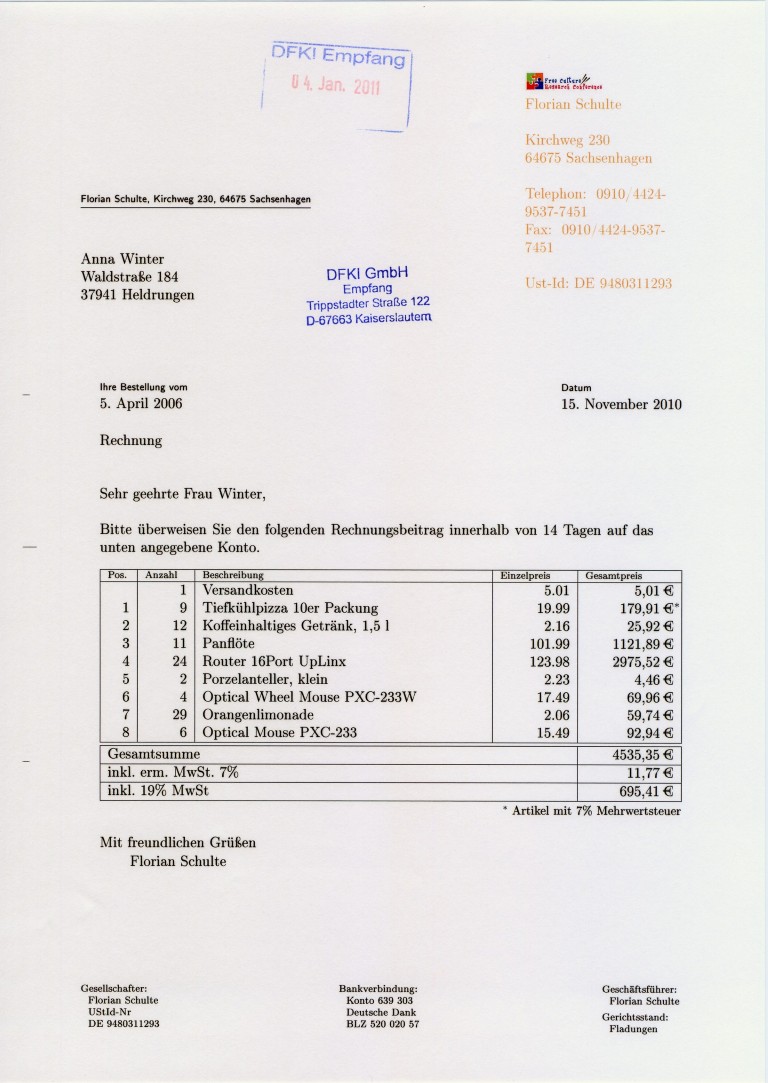 DFKI Empfang
04. Jan. 2011
Free Culture
Research Conference
Florian Schulte
Kirchweg 230
64675 Sachsenhagen
Telephon: 0910/4424-
9537-7451
Fax: 0910/4424-9537-
7451
Ust-Id: DE 9480311293
Florian Schulte, Kirchweg 230, 64675 Sachsenhagen
Anna Winter
Waldstraße 184
37941 Heldrungen
DFKI GmbH
Empfang
Trippstadter Straße 122
D-67663 Kaiserslautern
Ihre Bestellung vom Datum
5. April 2006 15. November 2010
Rechnung
Sehr geehrte Frau Winter,
Bitte überweisen Sie den folgenden Rechnungsbeitrag innerhalb von 14 Tagen auf das
unten angegebene Konto.
Pos. Anzahl Beschreibung Einzelpreis Gesamtpreis
1 Versandkosten 5.01 5,01 €
1 9 Tiefkühlpizza 10er Packung 19.99 179,91 €*
2 12 Koffeinhaltiges Getränk, 1,5 l 2.16 25,92 €
3 11 Panflöte 101.99 1121,89 €
4 24 Router 16Port UpLinx 123.98 2975,52 €
5 2 Porzelanteller, klein 2.23 4,46 €
6 4 Optical Wheel Mouse PXC-233W 17.49 69,96 €
7 29 Orangenlimonade 2.06 59,74 €
8 6 Optical Mouse PXC-233 15.49 92,94 €
Gesamtsumme 4535,35 €
inkl. erm. MwSt. 7% 11,77 €
inkl. 19% MwSt 695,41 €
* Artikel mit 7% Mehrwertsteuer
Mit freundlichen Grüßen
Florian Schulte
Gesellschafter:
Florian Schulte
UStId-Nr
DE 9480311293
Bankverbindung:
Konto 639 303
Deutsche Dank
BLZ 520 020 57
Geschäftsführer:
Florian Schulte
Gerichtsstand:
Fladungen